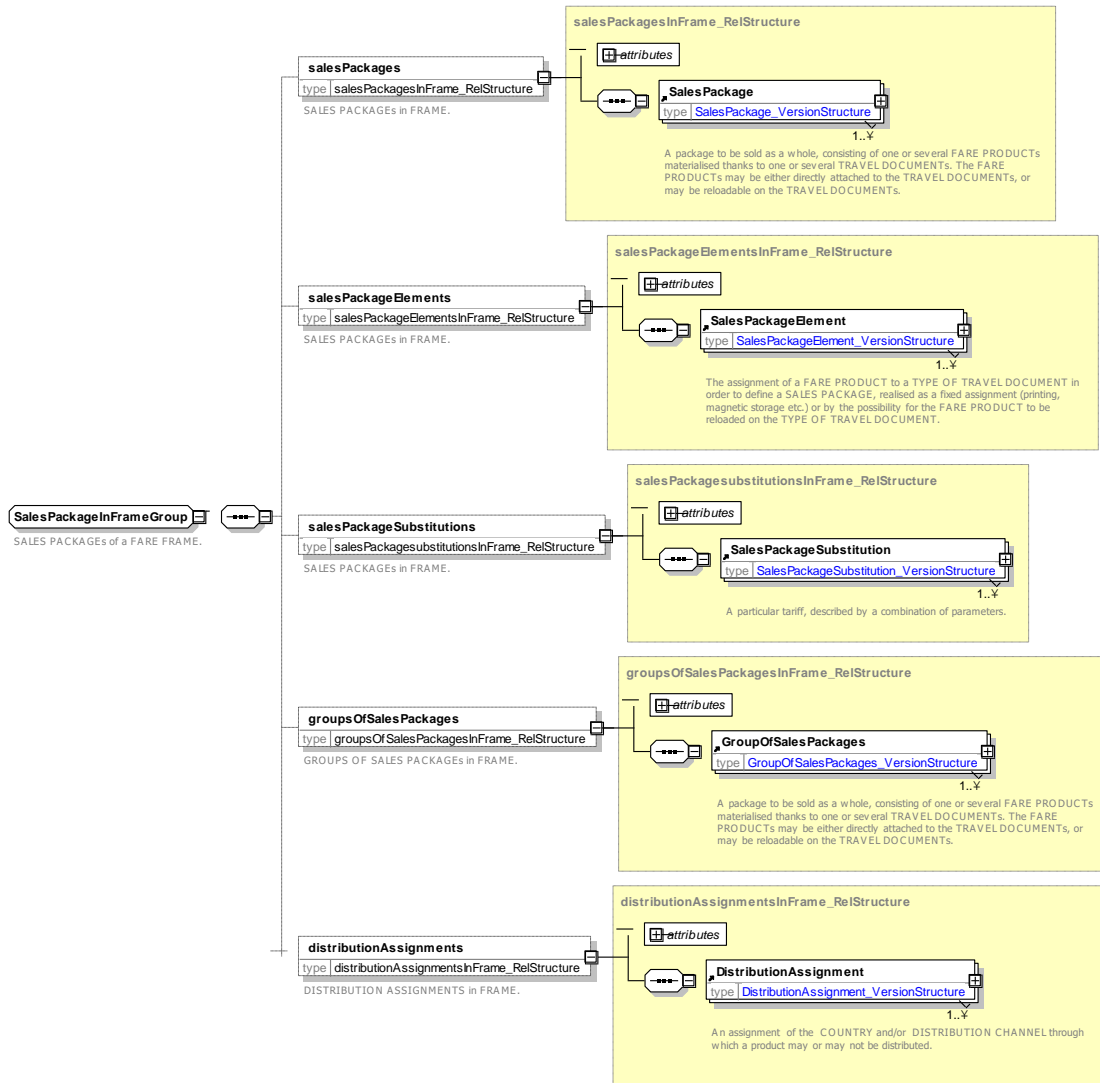 salesPackagesInFrame_RelStructure
attributes
salesPackages
type salesPackagesInFrame_RelStructure
SALES PACKAGEs in FRAME.
SalesPackage
type SalesPackage_VersionStructure
1..¥
A package to be sold as a whole, consisting of one or several FARE PRODUCTs
materialised thanks to one or several TRAVEL DOCUMENTs. The FARE
PRODUCTs may be either directly attached to the TRAVEL DOCUMENTs, or
may be reloadable on the TRAVEL DOCUMENTs.
salesPackageElementsInFrame_RelStructure
attributes
salesPackageElements
type salesPackageElementsInFrame_RelStructure
SALES PACKAGEs in FRAME.
SalesPackageElement
type SalesPackageElement_VersionStructure
1..¥
The assignment of a FARE PRODUCT to a TYPE OF TRAVEL DOCUMENT in
order to define a SALES PACKAGE, realised as a fixed assignment (printing,
magnetic storage etc.) or by the possibility for the FARE PRODUCT to be
reloaded on the TYPE OF TRAVEL DOCUMENT.
SalesPackageInFrameGroup
SALES PACKAGEs of a FARE FRAME.
salesPackagesubstitutionsInFrame_RelStructure
attributes
salesPackageSubstitutions
type salesPackagesubstitutionsInFrame_RelStructure
SALES PACKAGEs in FRAME.
SalesPackageSubstitution
type SalesPackageSubstitution_VersionStructure
1..¥
A particular tariff, described by a combination of parameters.
groupsOfSalesPackagesInFrame_RelStructure
attributes
groupsOfSalesPackages
type groupsOfSalesPackagesInFrame_RelStructure
GROUPS OF SALES PACKAGEs in FRAME.
GroupOfSalesPackages
type GroupOfSalesPackages_VersionStructure
1..¥
A package to be sold as a whole, consisting of one or several FARE PRODUCTs
materialised thanks to one or several TRAVEL DOCUMENTs. The FARE
PRODUCTs may be either directly attached to the TRAVEL DOCUMENTs, or
may be reloadable on the TRAVEL DOCUMENTs.
distributionAssignmentsInFrame_RelStructure
attributes
distributionAssignments
type distributionAssignmentsInFrame_RelStructure
DISTRIBUTION ASSIGNMENTS in FRAME.
DistributionAssignment
type DistributionAssignment_VersionStructure
1..¥
An assignment of the COUNTRY and/or DISTRIBUTION CHANNEL through
which a product may or may not be distributed.